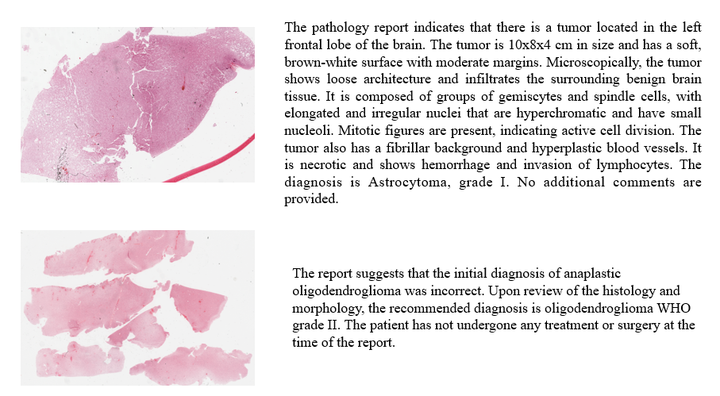 The pathology report indicates that there is a tumor located in the left
frontal lobe of the brain. The tumor is 10x8x4 cm in size and has a soft,
brown-white surface with moderate margins. Microscopically, the tumor
shows loose architecture and infiltrates the surrounding benign brain
tissue. It is composed of groups of gemiscytes and spindle cells, with
elongated and irregular nuclei that are hyperchromatic and have small
nucleoli. Mitotic figures are present, indicating active cell division. The
tumor also has a fibrillar background and hyperplastic blood vessels. It
is necrotic and shows hemorrhage and invasion of lymphocytes. The
diagnosis is Astrocytoma, grade I. No additional comments are
provided.
The report suggests that the initial diagnosis of anaplastic
oligodendroglioma was incorrect. Upon review of the histology and
morphology, the recommended diagnosis is oligodendroglioma WHO
grade II. The patient has not undergone any treatment or surgery at the
time of the report.